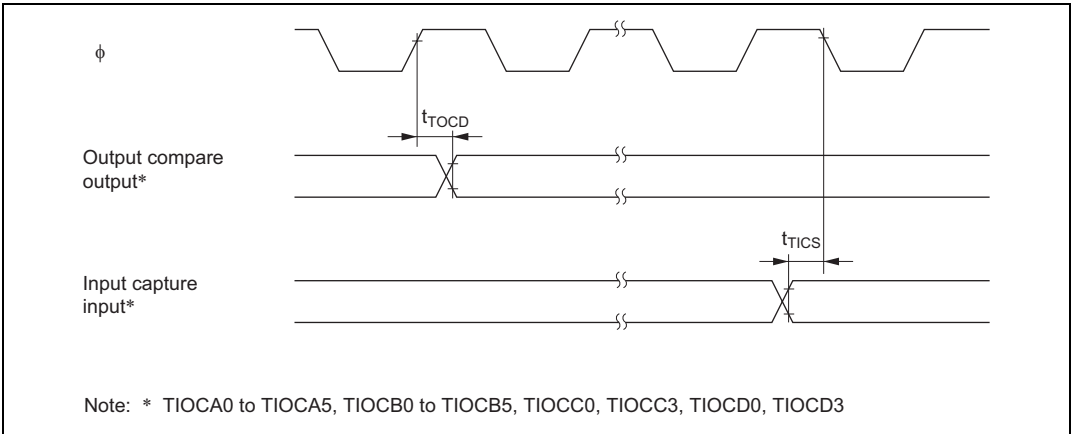 ϕ
tTOCD
Output compare
output*
tTICS
Input capture
input*
Note: * TIOCA0 to TIOCA5, TIOCB0 to TIOCB5, TIOCC0, TIOCC3, TIOCD0, TIOCD3